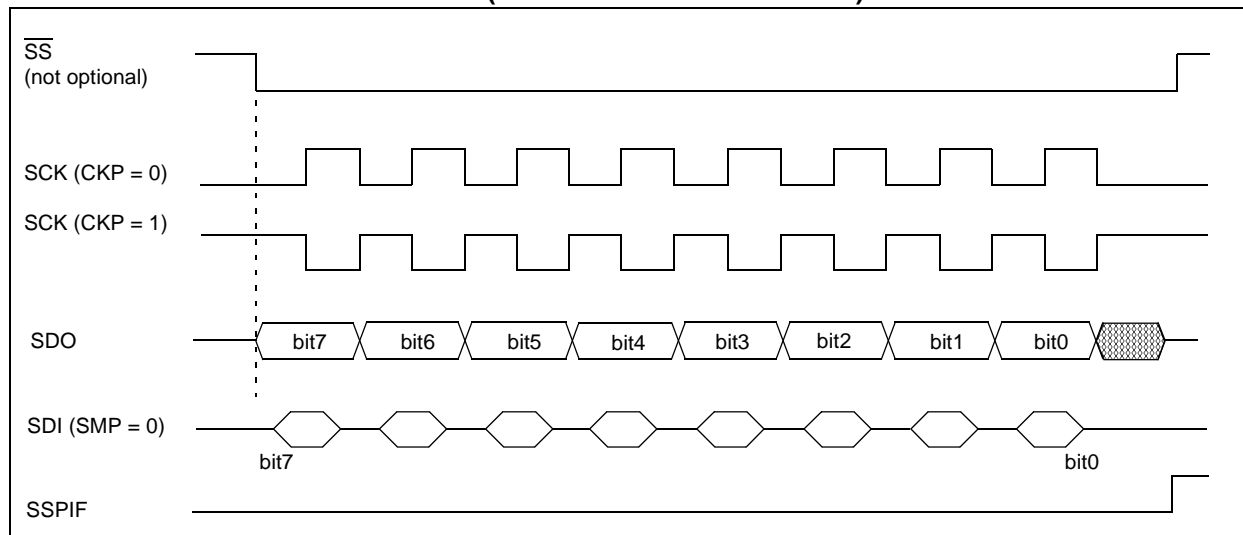 SS
(not optional)
SCK (CKP = 0)
SCK (CKP = 1)
SDO
bit7 bit6 bit5 bit4 bit3 bit2 bit1 bit0
SDI (SMP = 0)
bit7 bit0
SSPIF